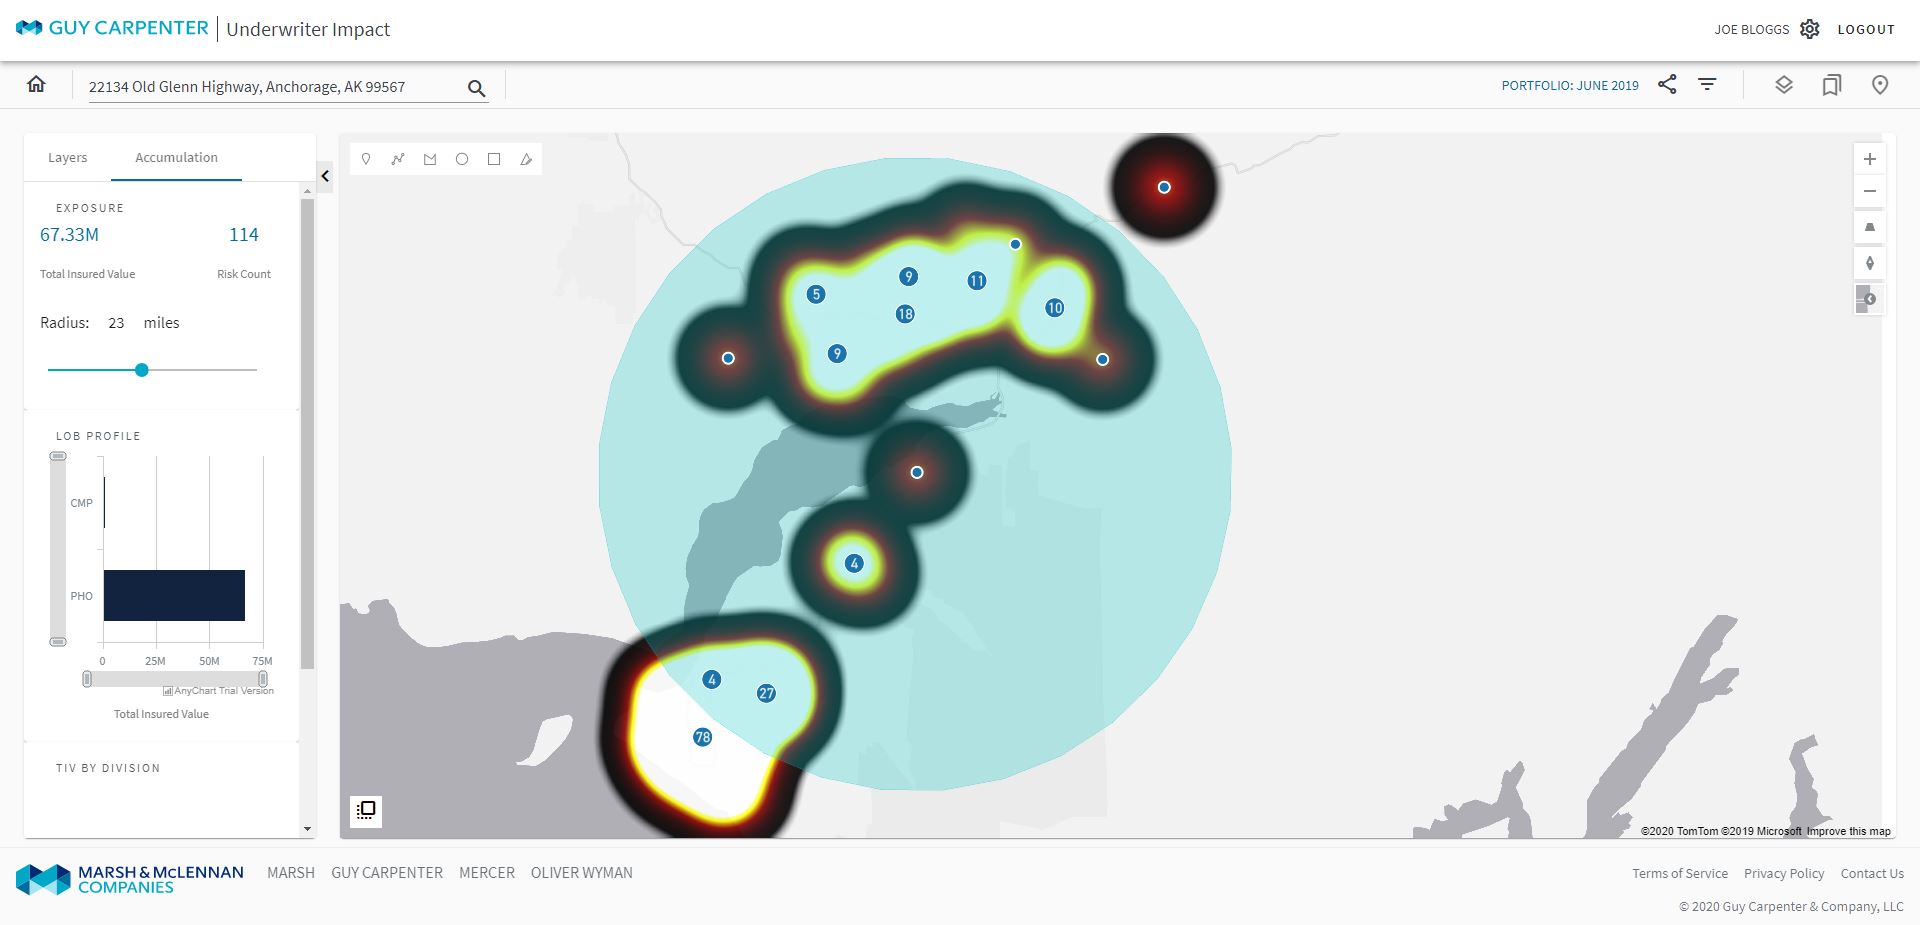 GUY CARPENTER Underwriter Impact
JOE BLOGGS LOGOUT
22134 Old Glenn Highway, Anchorage, AK 99567
PORTFOLIO: JUNE 2019
Layers Accumulation
EXPOSURE
67.33M 114
Total Insured Value Risk Count
Radius: 23 miles
LOB PROFILE
CMP
PHO
0 25M 50M 75M
AnyChart Trial Version
Total Insured Value
TIV BY DIVISION
5
9
11
18
10
9
4
4
27
78
©2020 TomTom ©2019 Microsoft Improve this map
MARSH & McLENNAN
COMPANIES
MARSH GUY CARPENTER MERCER OLIVER WYMAN
Terms of Service Privacy Policy Contact Us
© 2020 Guy Carpenter & Company, LLC